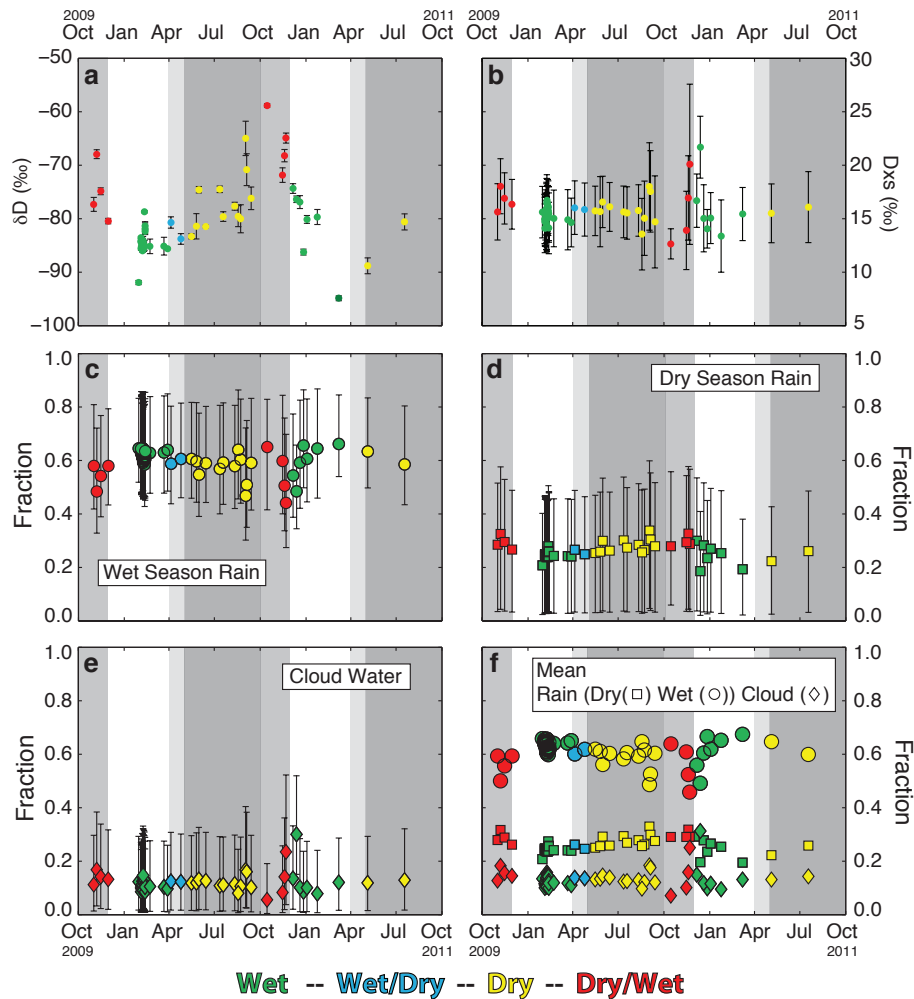 2009 2011 2009 2011
Oct Jan Apr Jul Oct Jan Apr Jul Oct Oct Jan Apr Jul Oct Jan Apr Jul Oct
a
−50
−60
−70
−80
−90
−100
δD (‰)
b
30
25
20
15
10
5
Dxs (‰)
c
1.0
0.8
0.6
0.4
0.2
0.0
Fraction
Wet Season Rain
d
Dry Season Rain
1.0
0.8
0.6
0.4
0.2
0.0
Fraction
e
Cloud Water
1.0
0.8
0.6
0.4
0.2
0.0
Fraction
f
Mean
Rain (Dry(□) Wet (○)) Cloud (◇)
1.0
0.8
0.6
0.4
0.2
0.0
Fraction
Oct Jan Apr Jul Oct Jan Apr Jul Oct Oct Jan Apr Jul Oct Jan Apr Jul Oct
2009 2011 2009 2011
Wet -- Wet/Dry -- Dry -- Dry/Wet